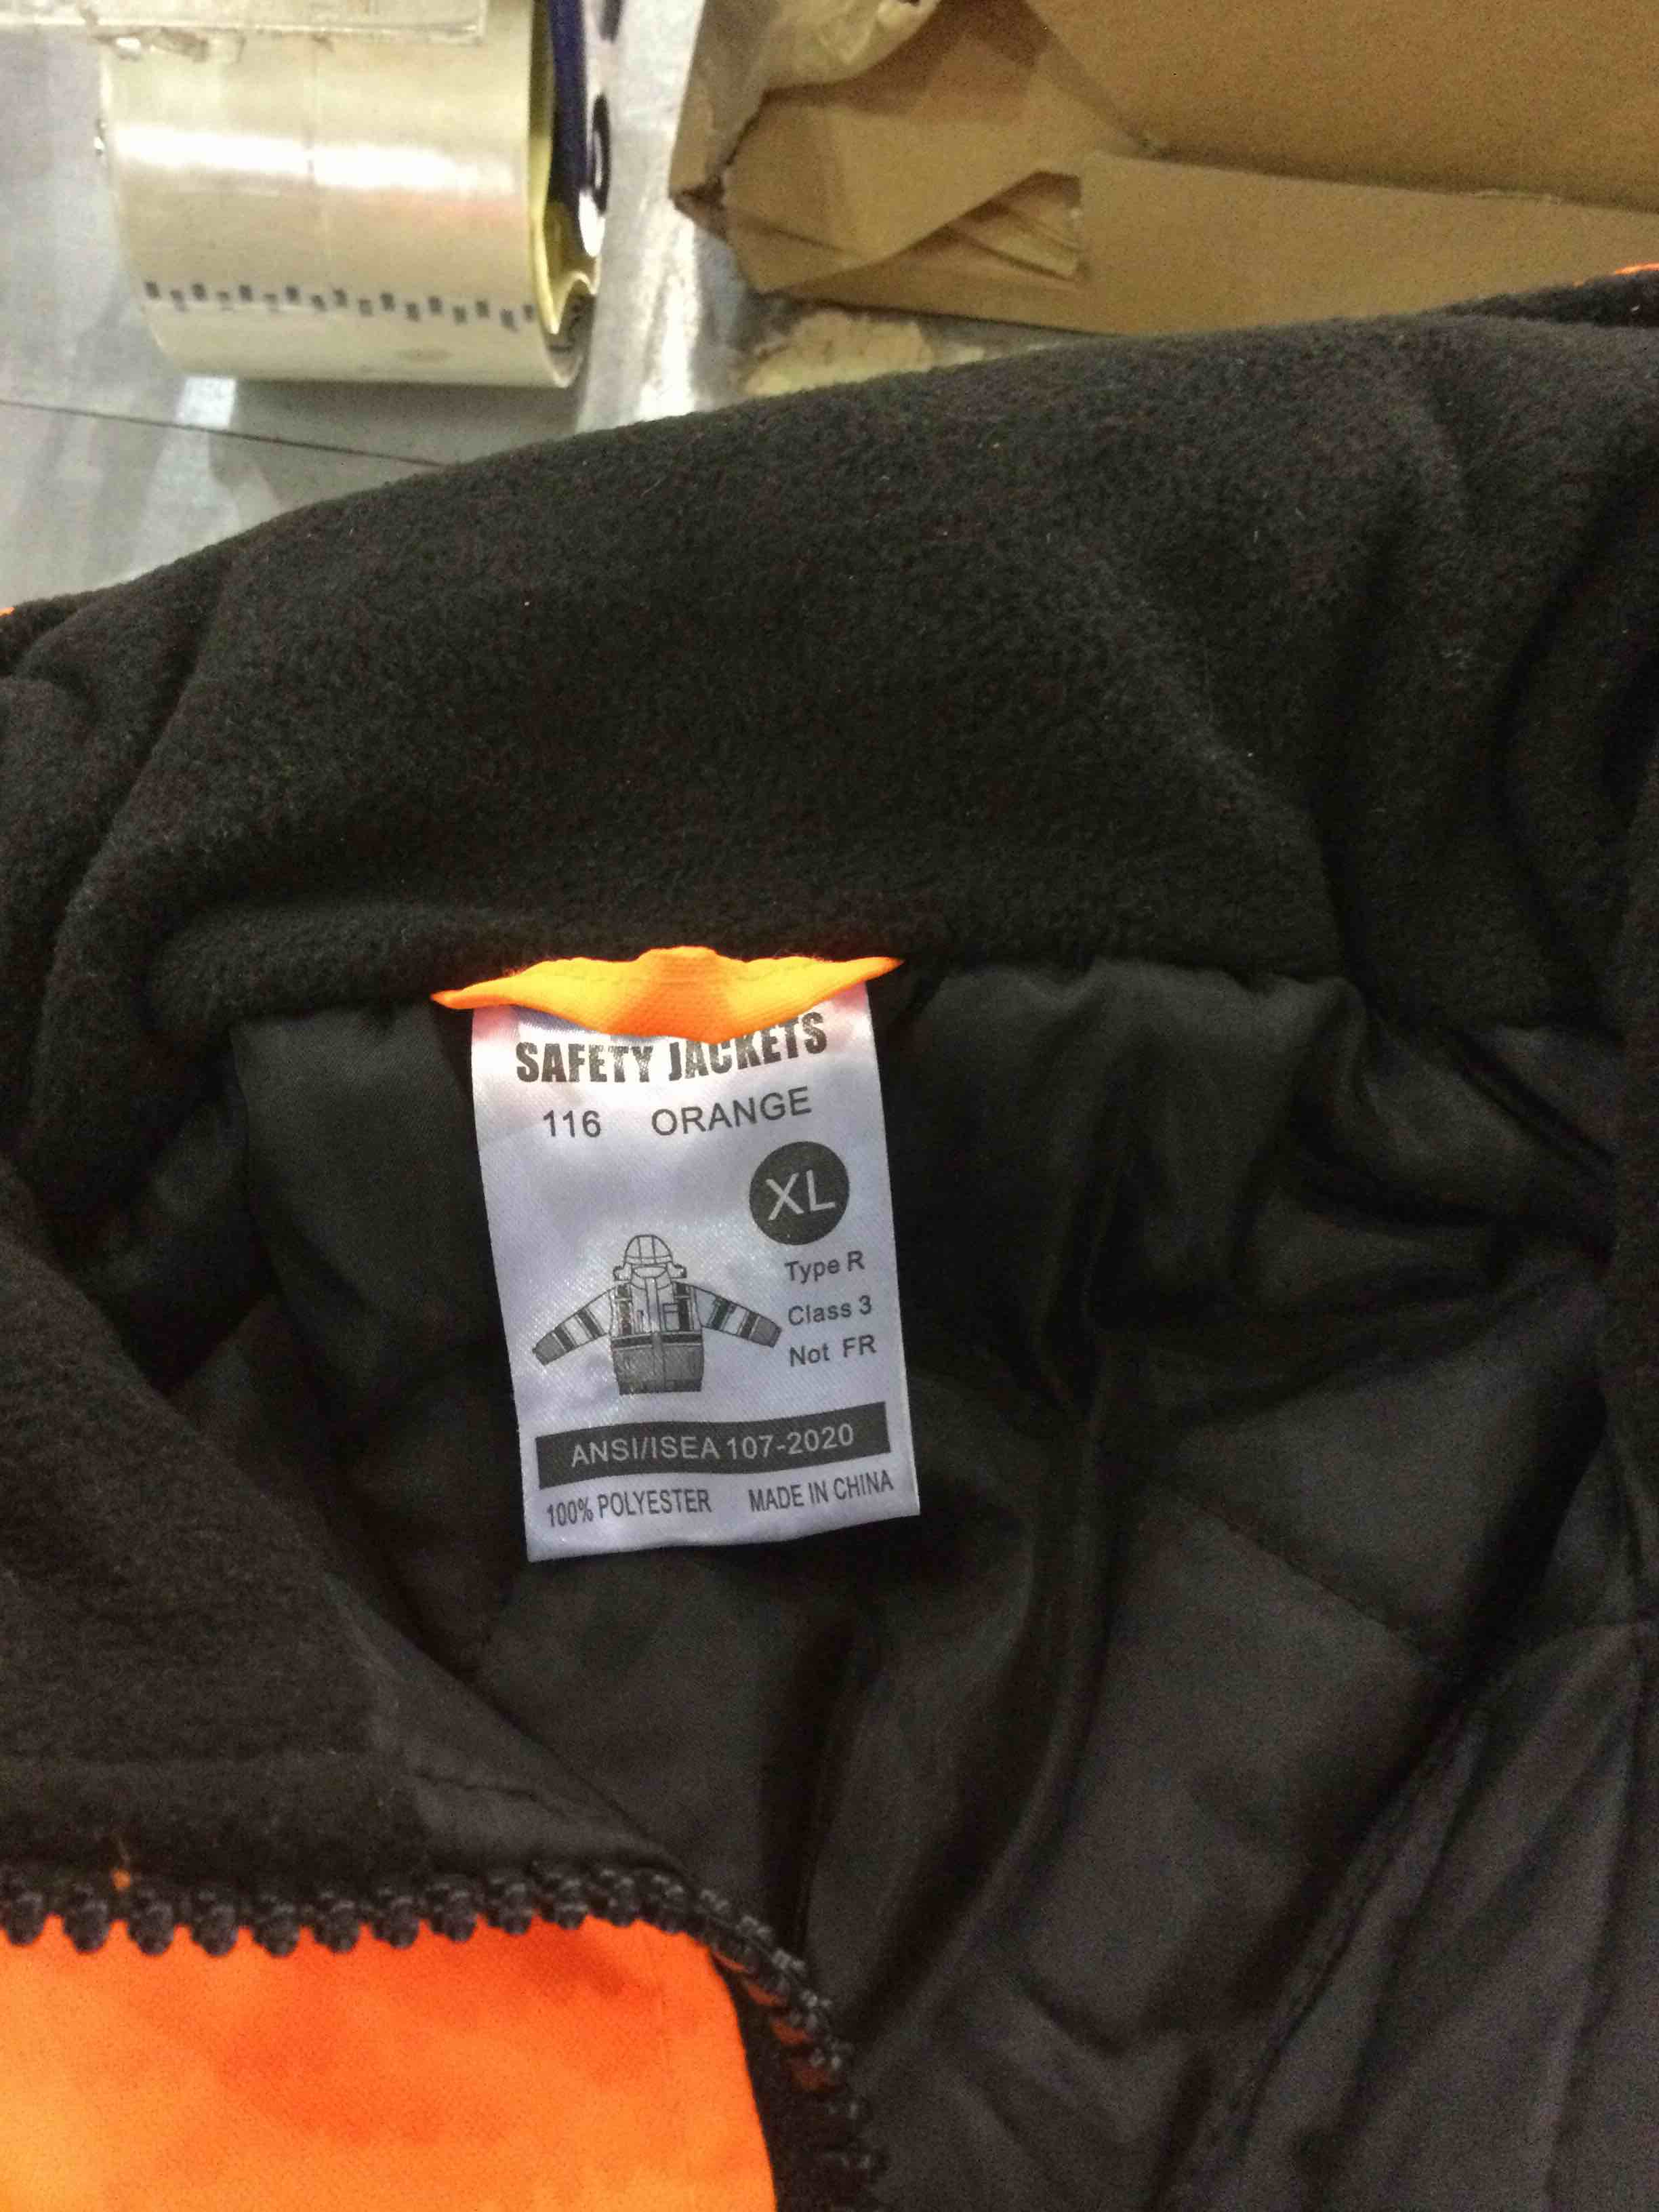 SAFETY JACKETS
116 ORANGE
XL
Type R
Class 3
Not FR
ANSI/ISEA 107-2020
100% POLYESTER MADE IN CHINA